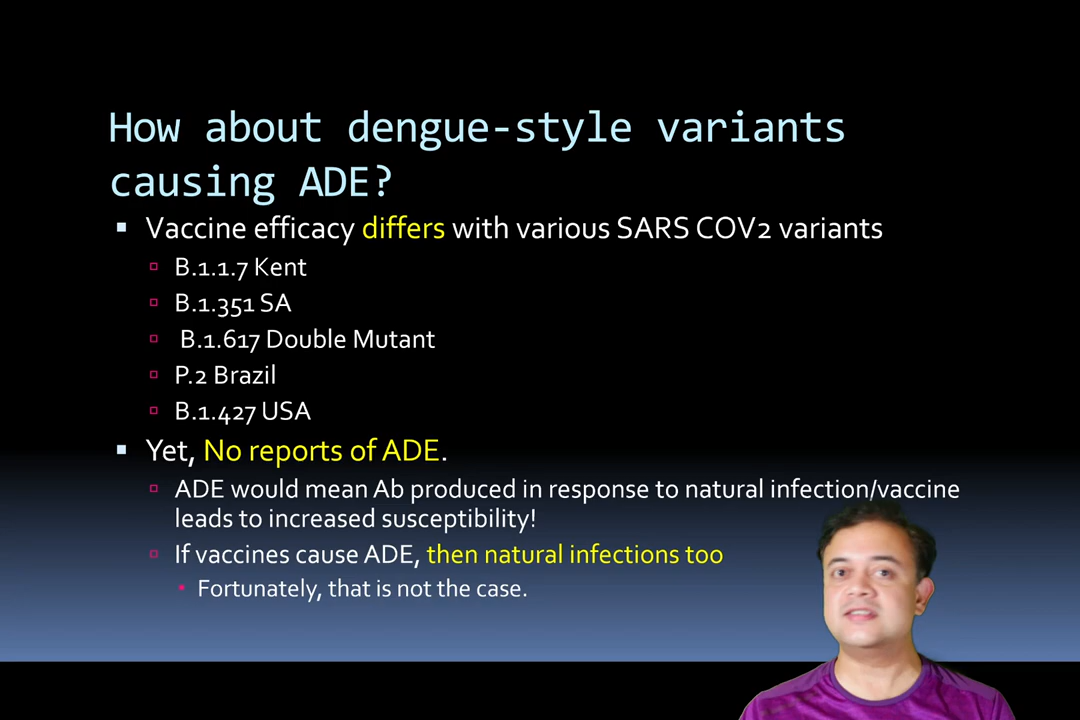 How about dengue-style variants
causing ADE?
Vaccine efficacy differs with various SARS COV2 variants
B.1.1.7 Kent
B.1.351 SA
B.1.617 Double Mutant
P.2 Brazil
B.1.427 USA
Yet, No reports of ADE.
ADE would mean Ab produced in response to natural infection/vaccine
leads to increased susceptibility!
If vaccines cause ADE, then natural infections too
Fortunately, that is not the case.